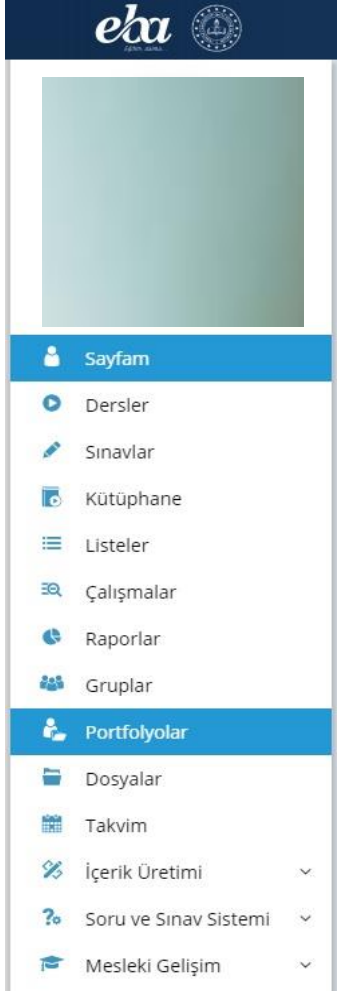 eba
Sayfam
Dersler
Sınavlar
Kütüphane
Listeler
Çalışmalar
Raporlar
Gruplar
Portfolyolar
Dosyalar
Takvim
İçerik Üretimi
Soru ve Sınav Sistemi
Mesleki Gelişim